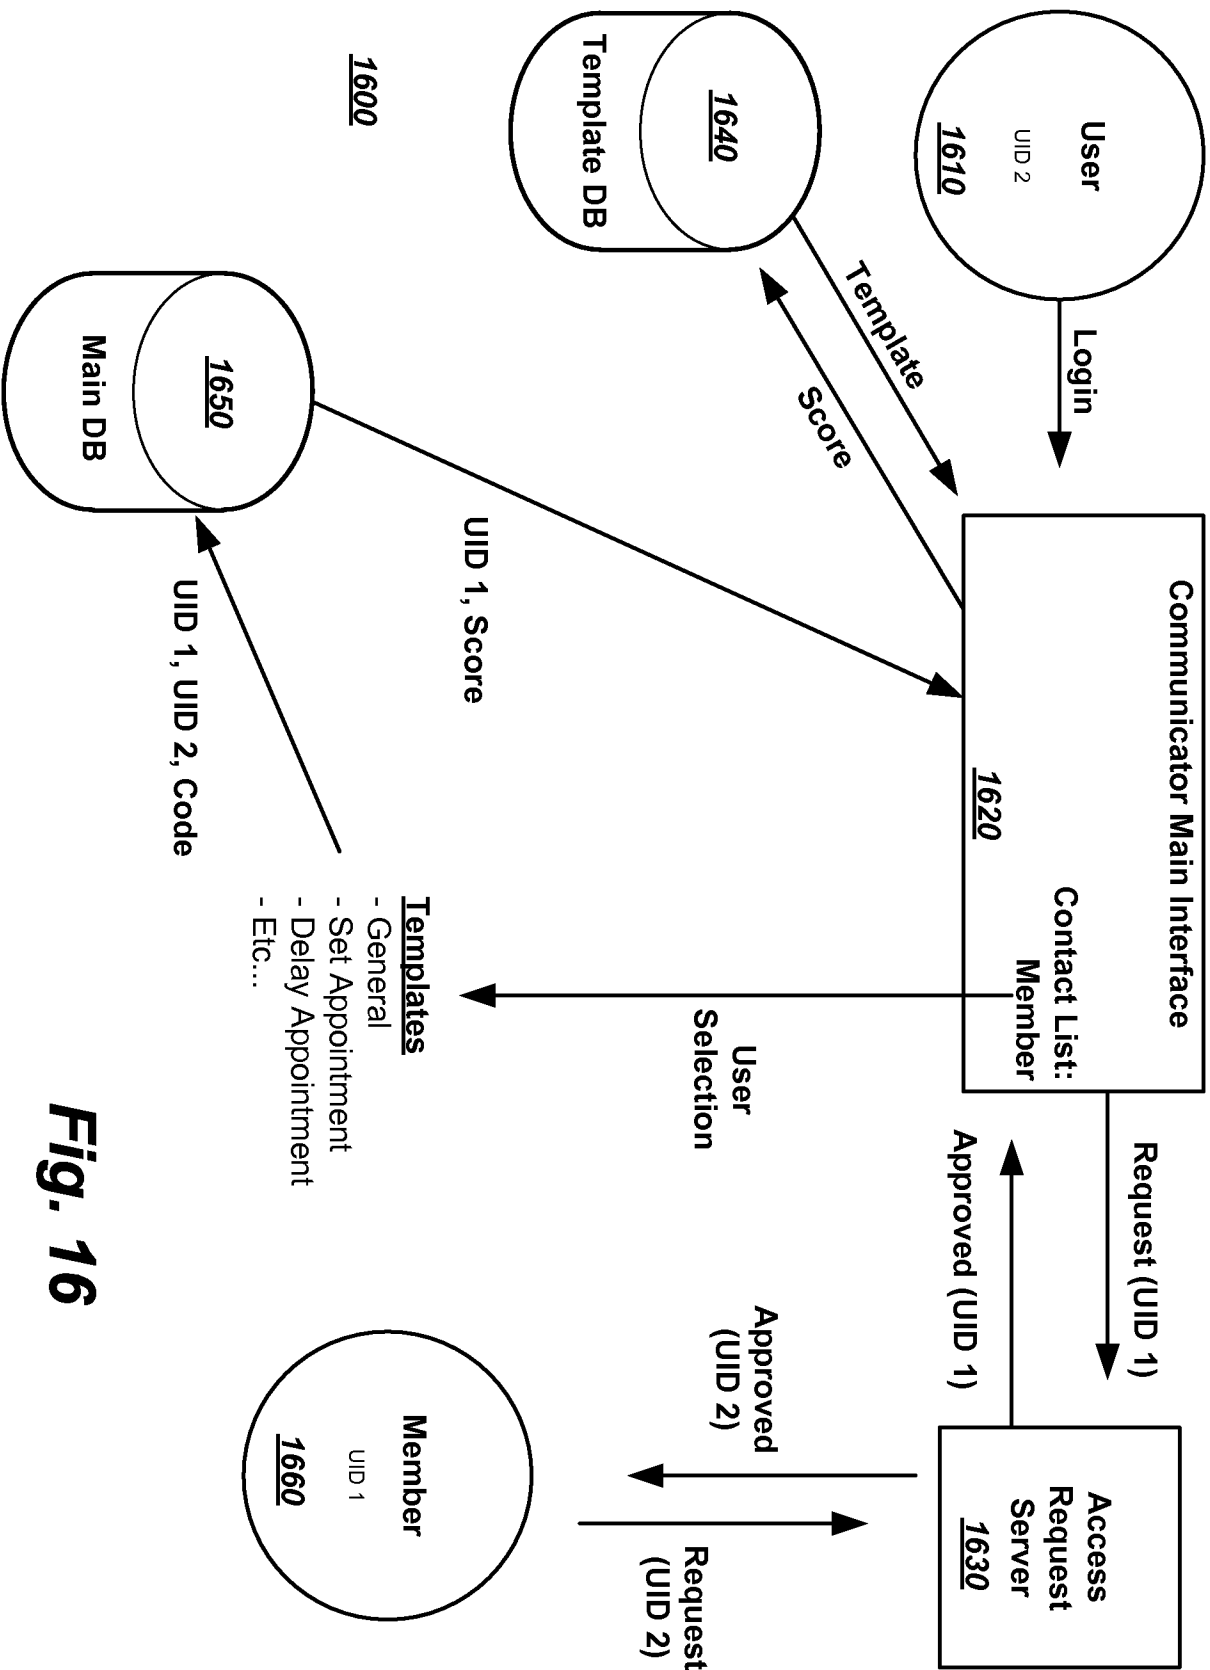 User
UID 2
1610
Login
Communicator Main Interface
Contact List:
Member
1620
Request (UID 1)
Approved (UID 1)
Access
Request
Server
1630
Template
Score
1640
Template DB
User
Selection
Approved
(UID 2)
Request
(UID 2)
UID 1, Score
Templates
- General
- Set Appointment
- Delay Appointment
- Etc...
Member
UID 1
1660
1600
1650
Main DB
UID 1, UID 2, Code
Fig. 16